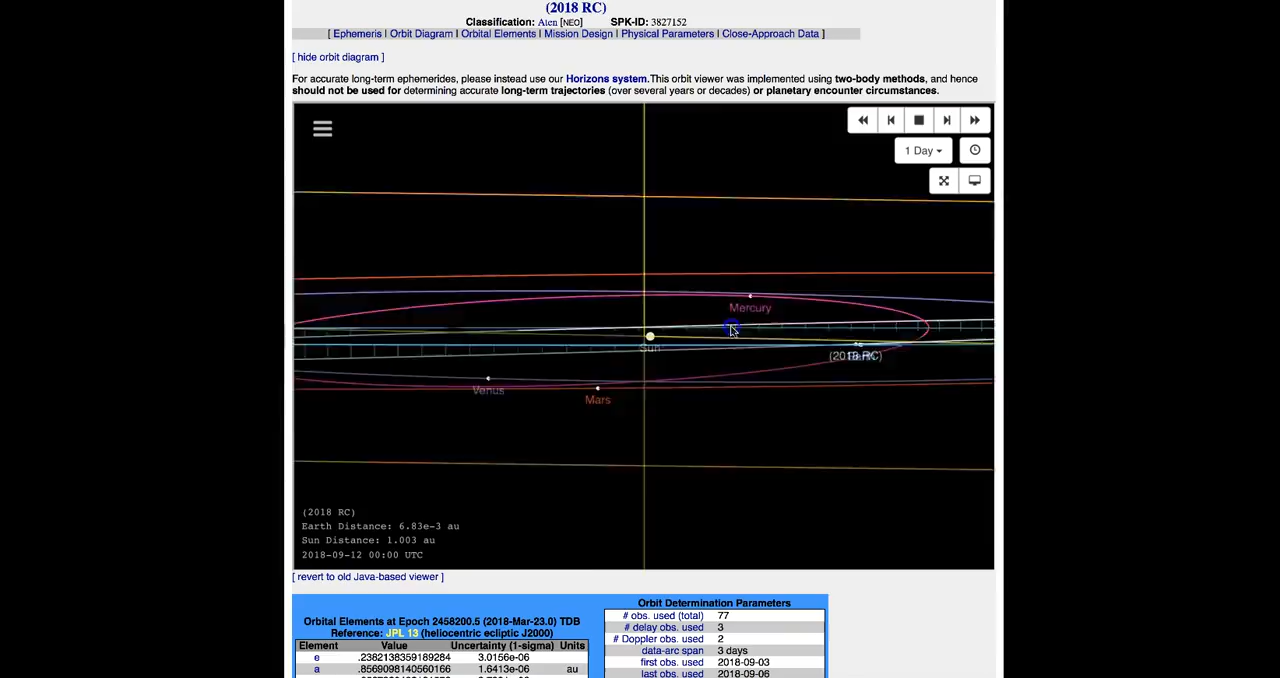 (2018 RC)
Classification: Aten [NEO] SPK-ID: 3827152
[ Ephemeris | Orbit Diagram | Orbital Elements | Mission Design | Physical Parameters | Close-Approach Data ]
[ hide orbit diagram ]
For accurate long-term ephemerides, please instead use our Horizons system.This orbit viewer was implemented using two-body methods, and hence
should not be used for determining accurate long-term trajectories (over several years or decades) or planetary encounter circumstances.
1 Day
Mercury
Sun
(2018 RC)
Venus
Mars
(2018 RC)
Earth Distance: 6.83e-3 au
Sun Distance: 1.003 au
2018-09-12 00:00 UTC
[ revert to old Java-based viewer ]
Orbital Elements at Epoch 2458200.5 (2018-Mar-23.0) TDB
Reference: JPL 13 (heliocentric ecliptic J2000)
Element Value Uncertainty (1-sigma) Units
e .2382138359189284 3.0156e-06
a .8569098140560166 1.6413e-06 au
Orbit Determination Parameters
# obs. used (total) 77
# delay obs. used 3
# Doppler obs. used 2
data-arc span 3 days
first obs. used 2018-09-03
last obs. used 2018-09-06